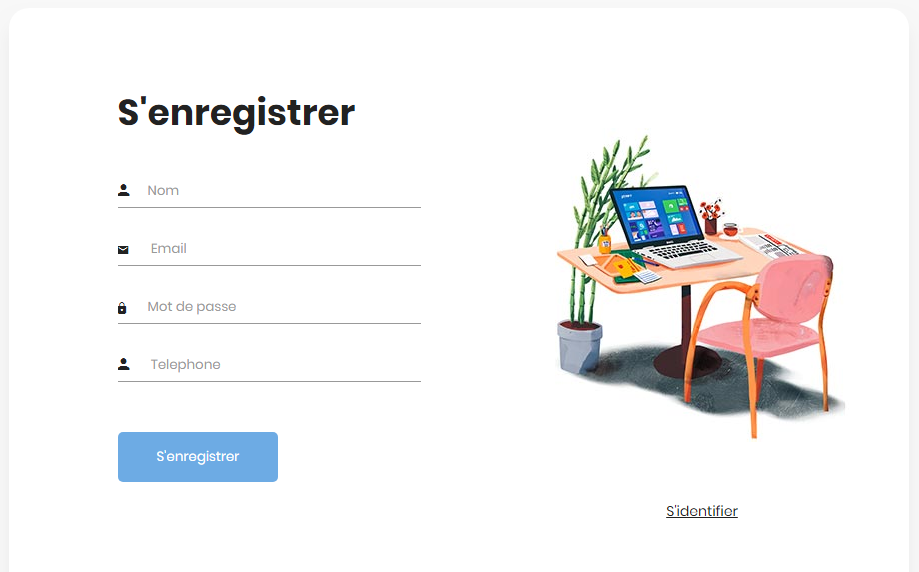 S'enregistrer
Nom
Email
Mot de passe
Telephone
S'enregistrer
S'identifier